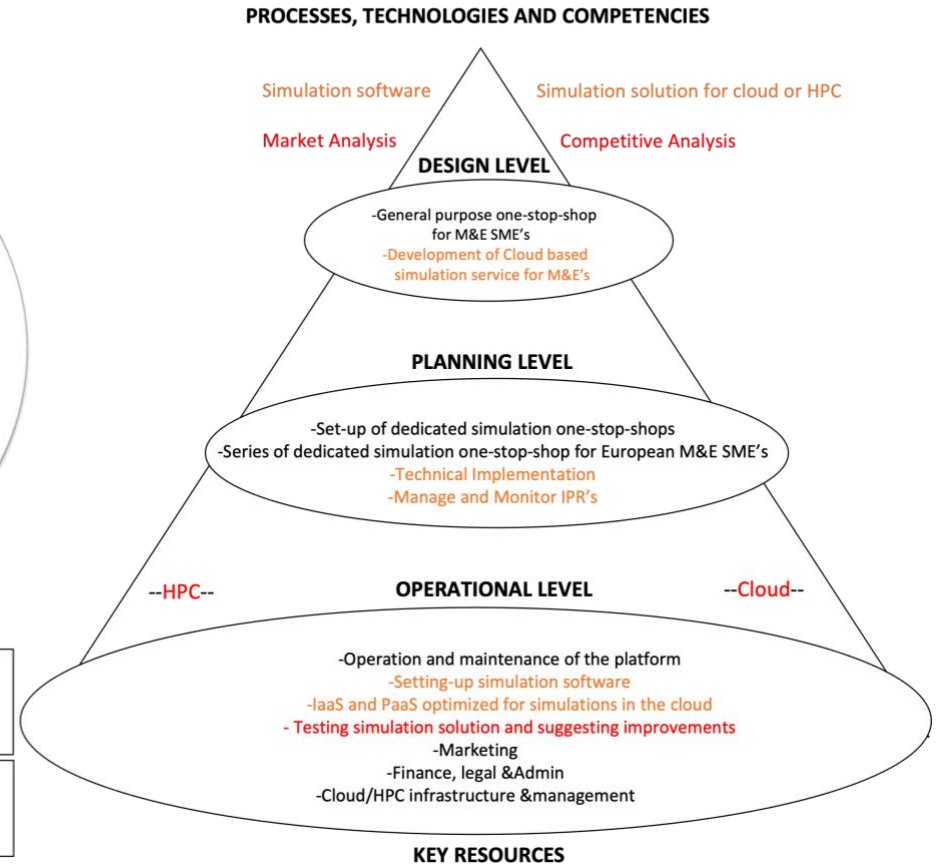 PROCESSES, TECHNOLOGIES AND COMPETENCIES
Simulation software
Simulation solution for cloud or HPC
Market Analysis
Competitive Analysis
DESIGN LEVEL
-General purpose one-stop-shop
for M&E SME's
-Development of Cloud based
simulation service for M&E's
PLANNING LEVEL
-Set-up of dedicated simulation one-stop-shops
-Series of dedicated simulation one-stop-shop for European M&E SME's
-Technical Implementation
-Manage and Monitor IPR's
--HPC--
OPERATIONAL LEVEL
--Cloud--
-Operation and maintenance of the platform
-Setting-up simulation software
-IaaS and PaaS optimized for simulations in the cloud
- Testing simulation solution and suggesting improvements
-Marketing
-Finance, legal &Admin
-Cloud/HPC infrastructure &management
KEY RESOURCES